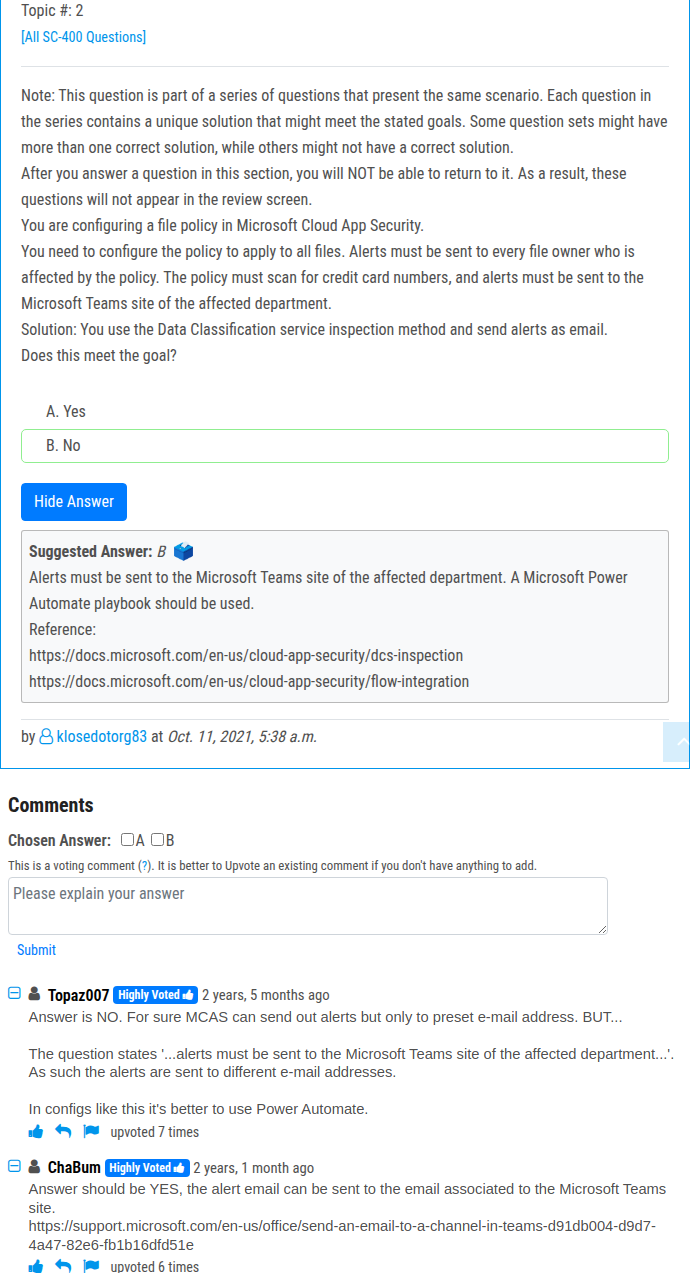 Topic #: 2
[All SC-400 Questions]
Note: This question is part of a series of questions that present the same scenario. Each question in
the series contains a unique solution that might meet the stated goals. Some question sets might have
more than one correct solution, while others might not have a correct solution.
After you answer a question in this section, you will NOT be able to return to it. As a result, these
questions will not appear in the review screen.
You are configuring a file policy in Microsoft Cloud App Security.
You need to configure the policy to apply to all files. Alerts must be sent to every file owner who is
affected by the policy. The policy must scan for credit card numbers, and alerts must be sent to the
Microsoft Teams site of the affected department.
Solution: You use the Data Classification service inspection method and send alerts as email.
Does this meet the goal?
A. Yes
B. No
Hide Answer
Suggested Answer: B
Alerts must be sent to the Microsoft Teams site of the affected department. A Microsoft Power
Automate playbook should be used.
Reference:
https://docs.microsoft.com/en-us/cloud-app-security/dcs-inspection
https://docs.microsoft.com/en-us/cloud-app-security/flow-integration
by klosedotorg83 at Oct. 11, 2021, 5:38 a.m.
Comments
Chosen Answer: A B
This is a voting comment (?). It is better to Upvote an existing comment if you don't have anything to add.
Please explain your answer
Submit
Topaz007 Highly Voted 2 years, 5 months ago
Answer is NO. For sure MCAS can send out alerts but only to preset e-mail address. BUT...
The question states '...alerts must be sent to the Microsoft Teams site of the affected department...'.
As such the alerts are sent to different e-mail addresses.
In configs like this it's better to use Power Automate.
upvoted 7 times
ChaBum Highly Voted 2 years, 1 month ago
Answer should be YES, the alert email can be sent to the email associated to the Microsoft Teams
site.
https://support.microsoft.com/en-us/office/send-an-email-to-a-channel-in-teams-d91db004-d9d7-
4a47-82e6-fb1b16dfd51e
upvoted 6 times